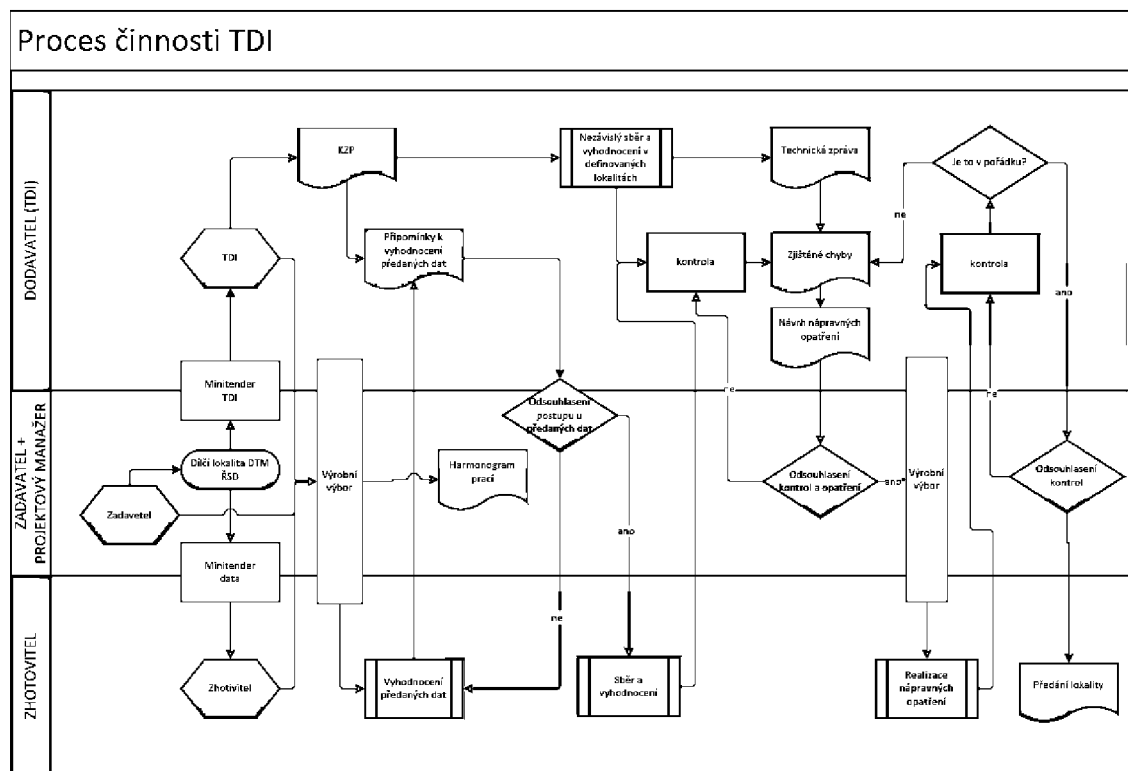 Proces činnosti TDI
DODAVATEL (TDI)
KZP
Nezávislý sběr a
vyhodnocení v
definovaných
lokalitách
Technická zpráva
Je to v pořádku?
ne
TDI
Připomínky k
vyhodnocení
předaných dat
kontrola
Zjištěné chyby
kontrola
ano
Návrh nápravných
opatření
Minitender
TDI
ZADAVATEL +
PROJEKTOVÝ MANAŽER
ne
ne
Odsouhlasení
postupu u
předaných dat
Dílčí lokalita DTM
ŘSD
Výrobní
výbor
Harmonogram
prací
Odsouhlasení
kontrol a opatření
ano
Výrobní
výbor
Odsouhlasení
kontrol
Zadavatel
ano
Minitender
data
ZHOTOVITEL
ne
Zhotivitel
Vyhodnocení
předaných dat
Sběr a
vyhodnocení
Realizace
nápravných
opatření
Předání lokality